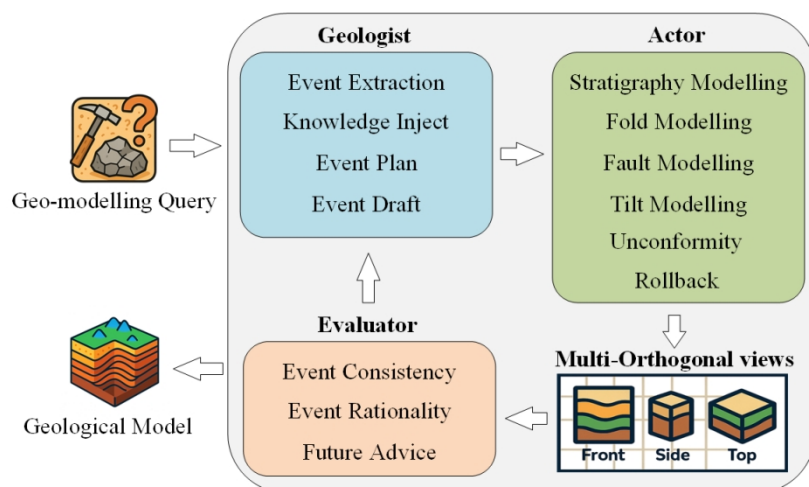 Geologist
Event Extraction
Knowledge Inject
Event Plan
Event Draft
Actor
Stratigraphy Modelling
Fold Modelling
Fault Modelling
Tilt Modelling
Unconformity
Rollback
Geo-modelling Query
Evaluator
Event Consistency
Event Rationality
Future Advice
Multi-Orthogonal views
Front Side Top
Geological Model